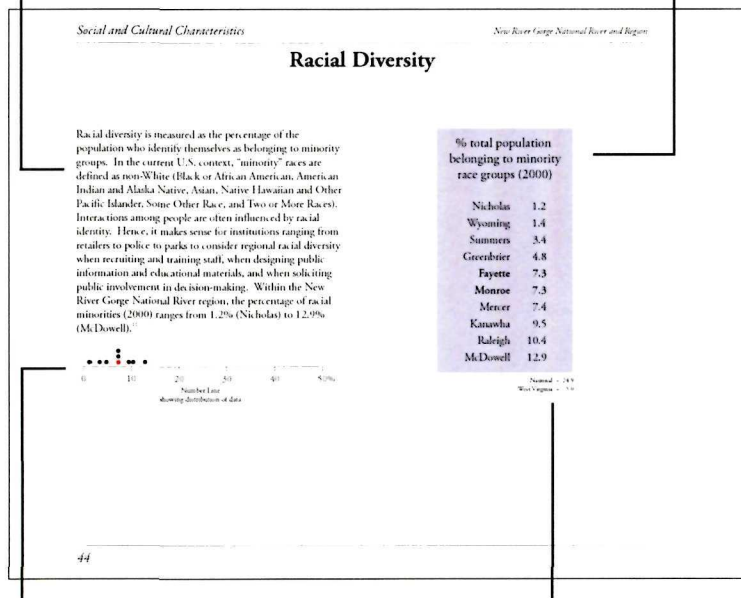 Social and Cultural Characteristics
New River Gorge National River and Region
Racial Diversity
Racial diversity is measured as the percentage of the
population who identify themselves as belonging to minority
groups. In the current U.S. context, "minority" races are
defined as non-White (Black or African American, American
Indian and Alaska Native, Asian, Native Hawaiian and Other
Pacific Islander, Some Other Race, and Two or More Races).
Interactions among people are often influenced by racial
identity. Hence, it makes sense for institutions ranging from
retailers to police to parks to consider regional racial diversity
when recruiting and training staff, when designing public
information and educational materials, and when soliciting
public involvement in decision-making. Within the New
River Gorge National River region, the percentage of racial
minorities (2000) ranges from 1.2% (Nicholas) to 12.9%
(McDowell).
0 10 20 30 40 50%
Number Line
showing distribution of data
% total population
belonging to minority
race groups (2000)
Nicholas 1.2
Wyoming 1.4
Summers 3.4
Greenbrier 4.8
Fayette 7.3
Monroe 7.3
Mercer 7.4
Kanawha 9.5
Raleigh 10.4
McDowell 12.9
National -
West Virginia -
44